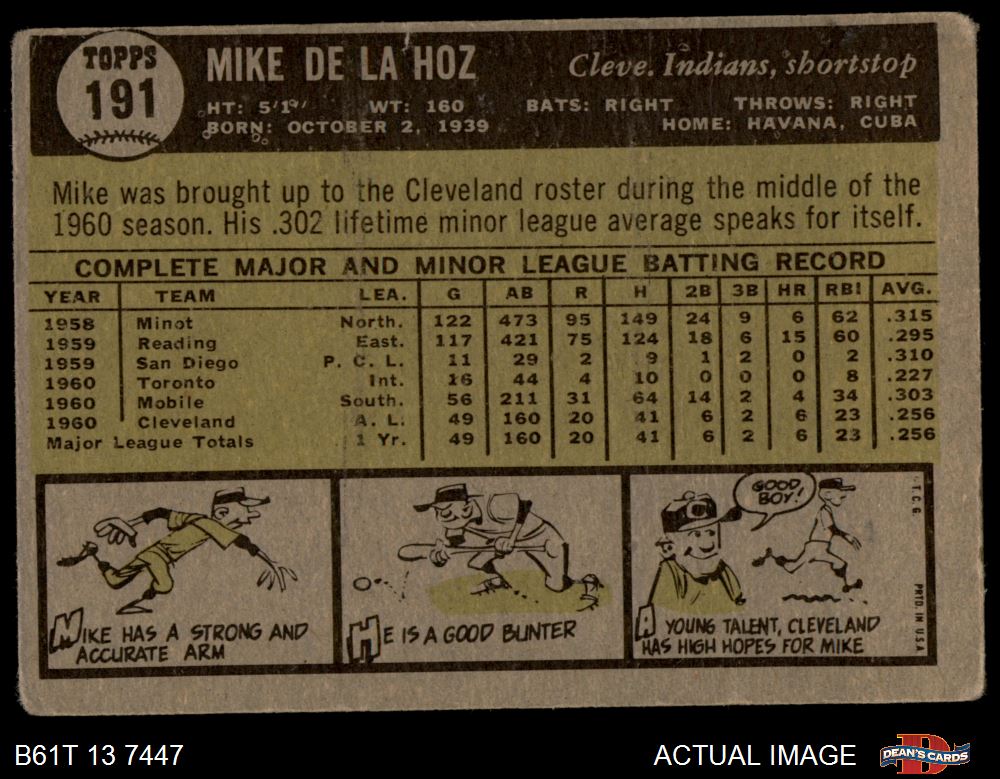 TOPPS
191
MIKE DE LA HOZ
Cleve. Indians, shortstop
WT: 160 BATS: RIGHT THROWS: RIGHT
BORN: OCTOBER 2, 1939 HOME: HAVANA, CUBA
Mike was brought up to the Cleveland roster during the middle of the
1960 season. His .302 lifetime minor league average speaks for itself.
COMPLETE MAJOR AND MINOR LEAGUE BATTING RECORD
YEAR TEAM LEA. G AB R H 2B 3B HR RBI AVG.
1958 Minot North. 122 473 95 149 24 9 6 62 .315
1959 Reading East. 117 421 75 124 18 6 15 60 .295
1959 San Diego P. C. L. 11 29 2 9 1 2 0 2 .310
1960 Toronto Int. 16 44 4 10 0 0 0 8 .227
1960 Mobile South. 56 211 31 64 14 2 4 34 .303
1960 Cleveland A. L. 49 160 20 41 6 2 6 23 .256
Major League Totals 1 Yr. 49 160 20 41 6 2 6 23 .256
MIKE HAS A STRONG AND
ACCURATE ARM
HE IS A GOOD BUNTER
GOOD
BOY!
A YOUNG TALENT, CLEVELAND
HAS HIGH HOPES FOR MIKE
T.C.G.
PRTD. IN USA
B61T 13 7447
ACTUAL IMAGE
DEAN'S CARDS